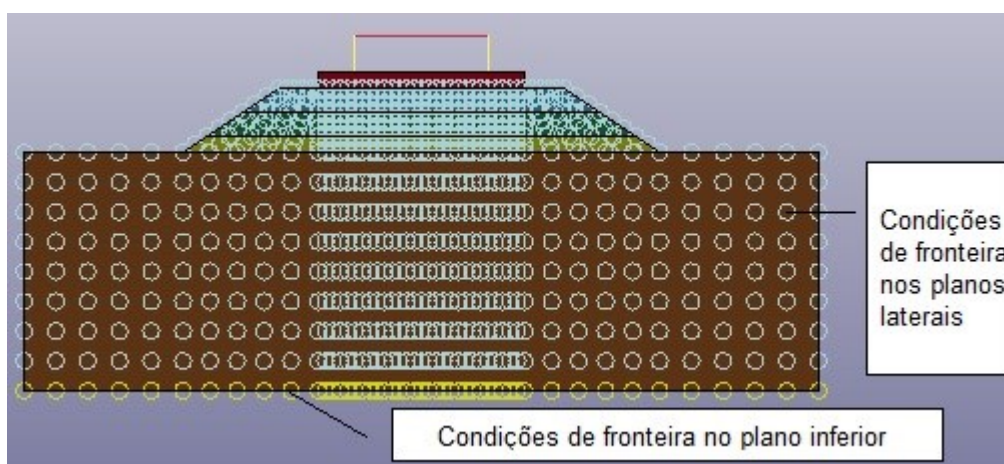 Condições
de fronteira
nos planos
laterais
Condições de fronteira no plano inferior